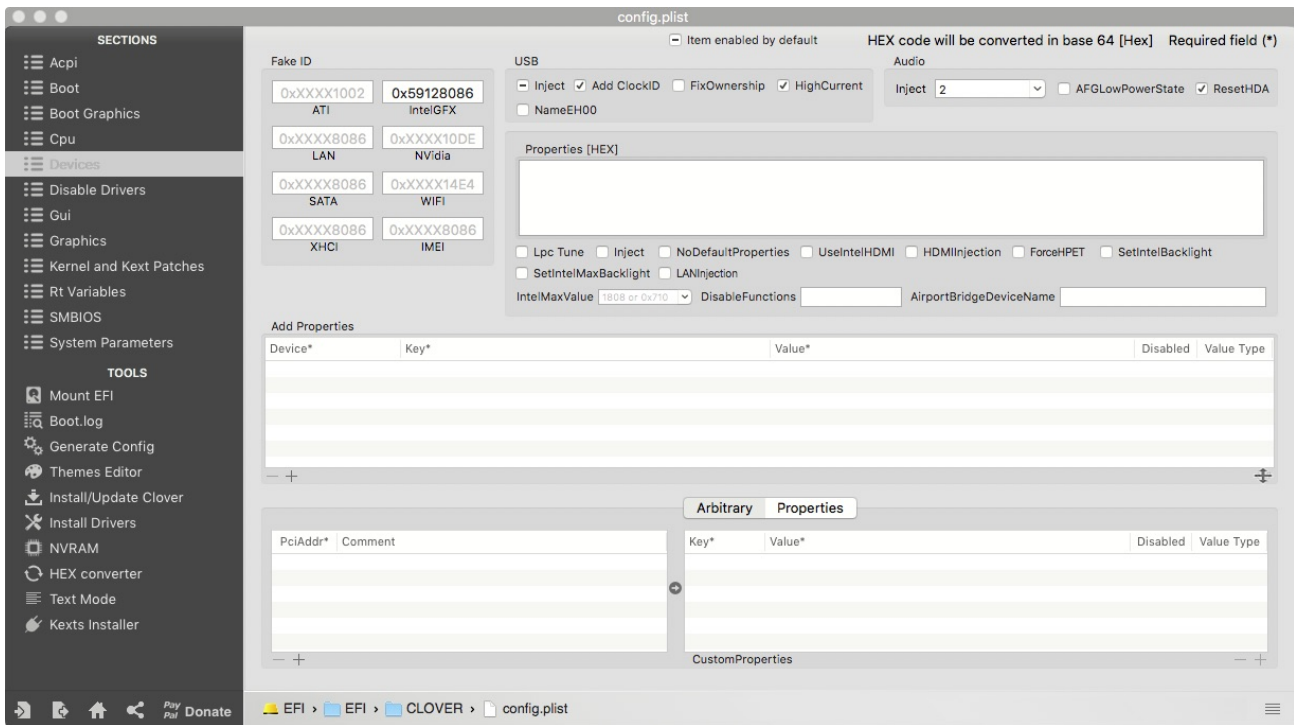 config.plist
SECTIONS
Acpi
Boot
Boot Graphics
Cpu
Devices
Disable Drivers
Gui
Graphics
Kernel and Kext Patches
Rt Variables
SMBIOS
System Parameters
TOOLS
Mount EFI
Boot.log
Generate Config
Themes Editor
Install/Update Clover
Install Drivers
NVRAM
HEX converter
Text Mode
Kexts Installer
Pay Pal Donate
Item enabled by default HEX code will be converted in base 64 [Hex] Required field (*)
Fake ID
0xXXXX1002 0x59128086
ATI IntelGFX
0xXXXX8086 0xXXXX10DE
LAN NVidia
0xXXXX8086 0xXXXX14E4
SATA WIFI
0xXXXX8086 0xXXXX8086
XHCI IMEI
USB
Inject Add ClockID FixOwnership HighCurrent
NameEH00
Audio
Inject 2 AFGLowPowerState ResetHDA
Properties [HEX]
Lpc Tune Inject NoDefaultProperties UseIntelHDMI HDMIInjection ForceHPET SetIntelBacklight
SetIntelMaxBacklight LANInjection
IntelMaxValue 1808 or 0x710 DisableFunctions AirportBridgeDeviceName
Add Properties
Device* Key* Value* Disabled Value Type
Arbitrary Properties
PciAddr* Comment
Key* Value* Disabled Value Type
CustomProperties
EFI › EFI › CLOVER › config.plist